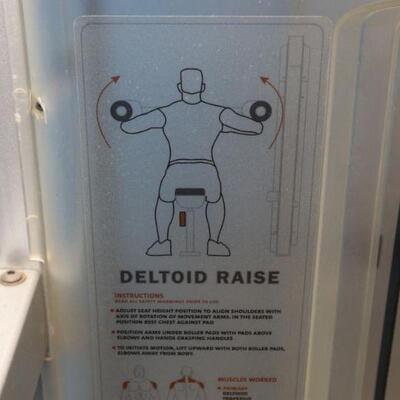 DELTOID RAISE
INSTRUCTIONS
READ ALL SAFETY WARNINGS PRIOR TO USE
■ ADJUST SEAT HEIGHT POSITION TO ALIGN SHOULDERS WITH
AXIS OF ROTATION OF MOVEMENT ARMS. IN THE SEATED
POSITION REST CHEST AGAINST PAD
■ POSITION ARMS UNDER ROLLER PADS WITH PADS ABOVE
ELBOWS AND HANDS GRASPING HANDLES
■ TO INITIATE MOTION, LIFT UPWARD WITH BOTH ROLLER PADS,
ELBOWS AWAY FROM BODY.
MUSCLES WORKED
■ PRIMARY
DELTOIDS
TRAPEZIUS